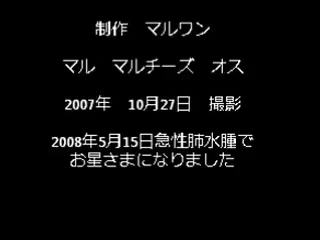 制作　マルワン
マル　マルチーズ　オス
2007年　10月27日　撮影
2008年5月15日急性肺水腫で
お星さまになりました